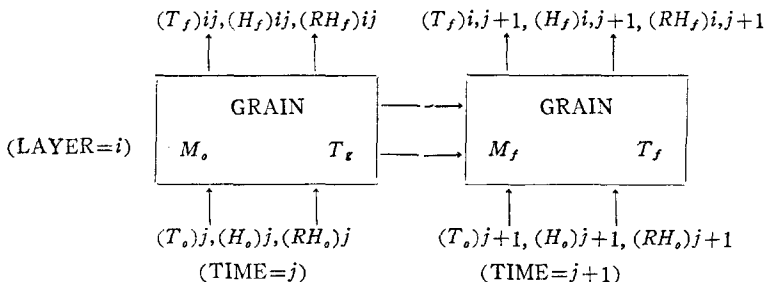 (T_f)ij,(H_f)ij,(RH_f)ij (T_f)i,j+1, (H_f)i,j+1, (RH_f)i,j+1
GRAIN GRAIN
(LAYER=i) M_o T_g M_f T_f
(T_o)j,(H_o)j,(RH_o)j (T_o)j+1, (H_o)j+1, (RH_o)j+1
(TIME=j) (TIME=j+1)